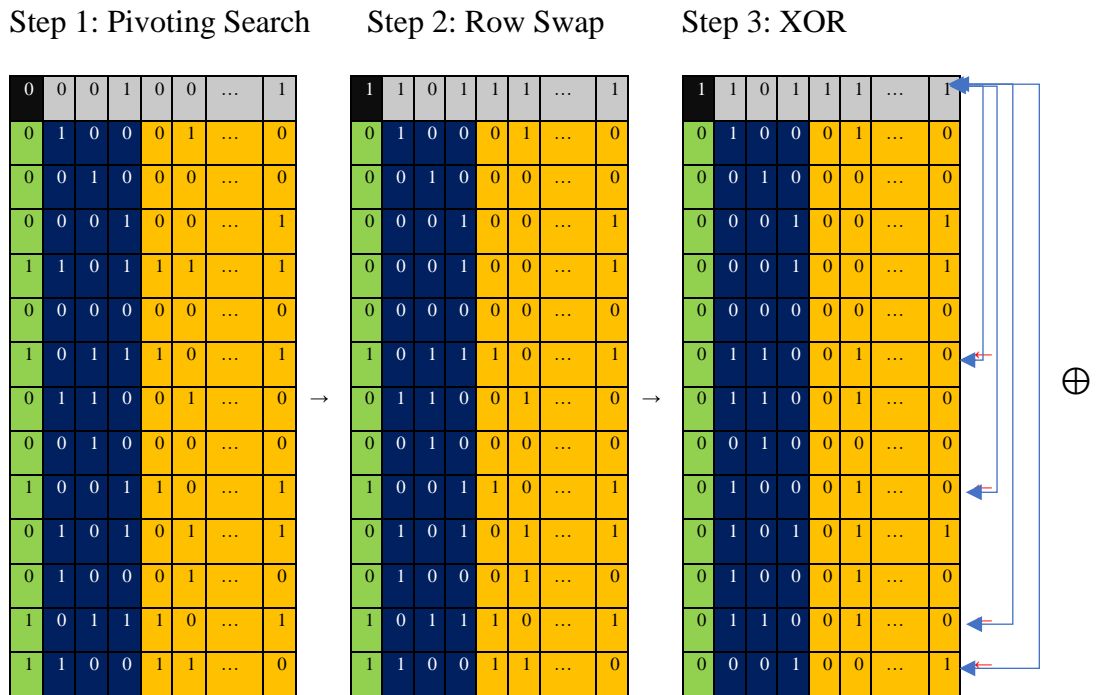 Step 1: Pivoting Search Step 2: Row Swap Step 3: XOR
0 0 0 1 0 0 … 1 1 1 0 1 1 1 … 1 1 1 0 1 1 1 … 1
0 1 0 0 0 1 … 0 0 1 0 0 0 1 … 0 0 1 0 0 0 1 … 0
0 0 1 0 0 0 … 0 0 0 1 0 0 0 … 0 0 0 1 0 0 0 … 0
0 0 0 1 0 0 … 1 0 0 0 1 0 0 … 1 0 0 0 1 0 0 … 1
1 1 0 1 1 1 … 1 0 0 0 1 0 0 … 1 0 0 0 1 0 0 … 1
0 0 0 0 0 0 … 0 0 0 0 0 0 0 … 0 0 0 0 0 0 0 … 0
1 0 1 1 1 0 … 1 1 0 1 1 1 0 … 1 0 1 1 0 0 1 … 0 ←
0 1 1 0 0 1 … 0 → 0 1 1 0 0 1 … 0 → 0 1 1 0 0 1 … 0 ⊕
0 0 1 0 0 0 … 0 0 0 1 0 0 0 … 0 0 0 1 0 0 0 … 0
1 0 0 1 1 0 … 1 1 0 0 1 1 0 … 1 0 1 0 0 0 1 … 0 ←
0 1 0 1 0 1 … 1 0 1 0 1 0 1 … 1 0 1 0 1 0 1 … 1
0 1 0 0 0 1 … 0 0 1 0 0 0 1 … 0 0 1 0 0 0 1 … 0
1 0 1 1 1 0 … 1 1 0 1 1 1 0 … 1 0 1 1 0 0 1 … 0 ←
1 1 0 0 1 1 … 0 1 1 0 0 1 1 … 0 0 0 0 1 0 0 … 1 ←